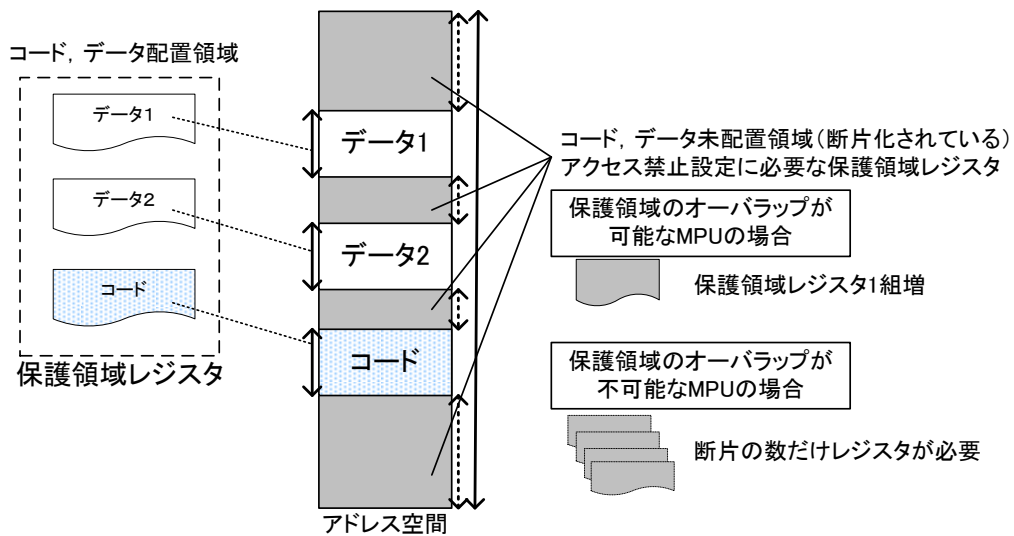 コード，データ配置領域
データ1
データ2
コード
保護領域レジスタ
データ1
データ2
コード
アドレス空間
コード，データ未配置領域（断片化されている）
アクセス禁止設定に必要な保護領域レジスタ
保護領域のオーバラップが
可能なMPUの場合
保護領域レジスタ1組増
保護領域のオーバラップが
不可能なMPUの場合
断片の数だけレジスタが必要